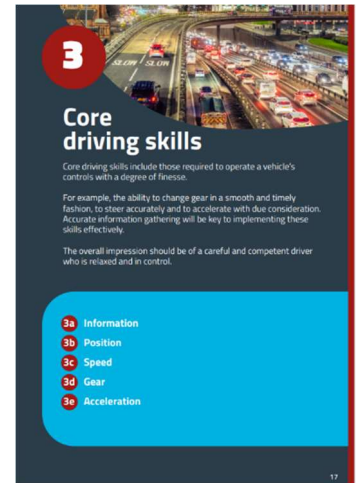 SLOW SLOW
3
Core
driving skills
Core driving skills include those required to operate a vehicle's
controls with a degree of finesse.
For example, the ability to change gear in a smooth and timely
fashion, to steer accurately and to accelerate with due consideration.
Accurate information gathering will be key to implementing these
skills effectively.
The overall impression should be of a careful and competent driver
who is relaxed and in control.
3a Information
3b Position
3c Speed
3d Gear
3e Acceleration
17